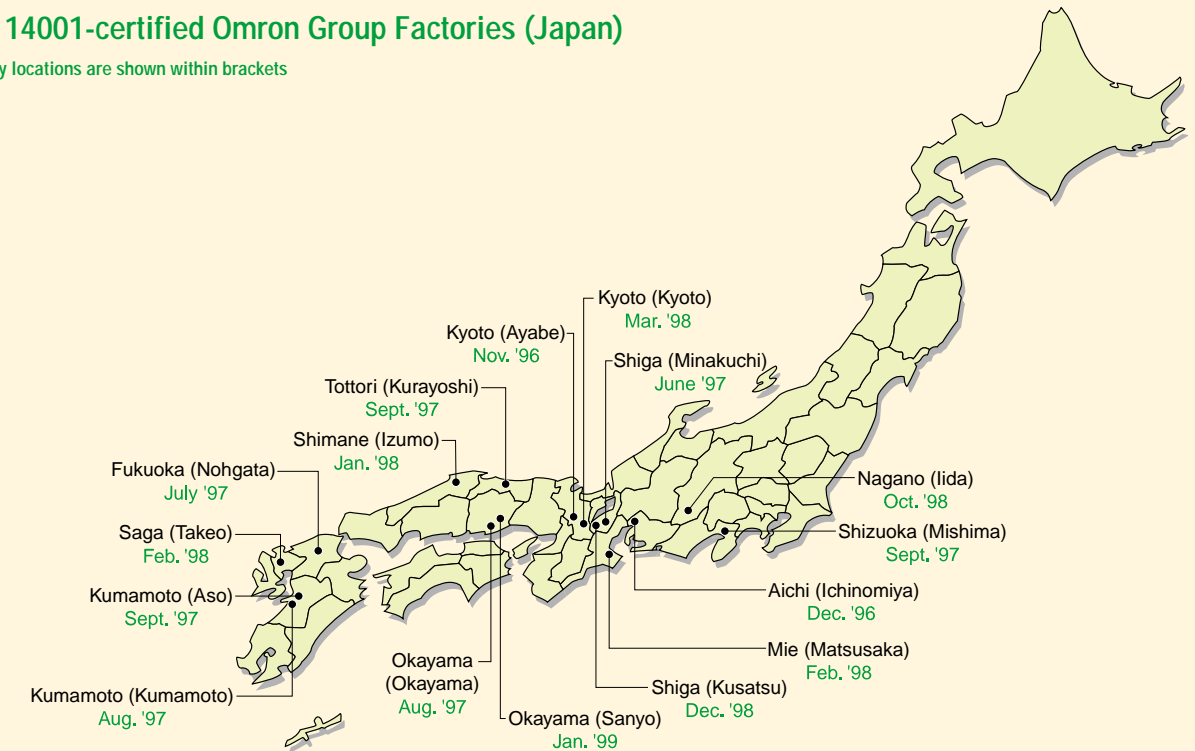 14001-certified Omron Group Factories (Japan)
y locations are shown within brackets
Kyoto (Kyoto)
Mar. '98
Kyoto (Ayabe)
Nov. '96
Shiga (Minakuchi)
June '97
Tottori (Kurayoshi)
Sept. '97
Shimane (Izumo)
Jan. '98
Fukuoka (Nohgata)
July '97
Nagano (Iida)
Oct. '98
Saga (Takeo)
Feb. '98
Shizuoka (Mishima)
Sept. '97
Kumamoto (Aso)
Sept. '97
Aichi (Ichinomiya)
Dec. '96
Mie (Matsusaka)
Feb. '98
Okayama
(Okayama)
Aug. '97
Shiga (Kusatsu)
Dec. '98
Kumamoto (Kumamoto)
Aug. '97
Okayama (Sanyo)
Jan. '99